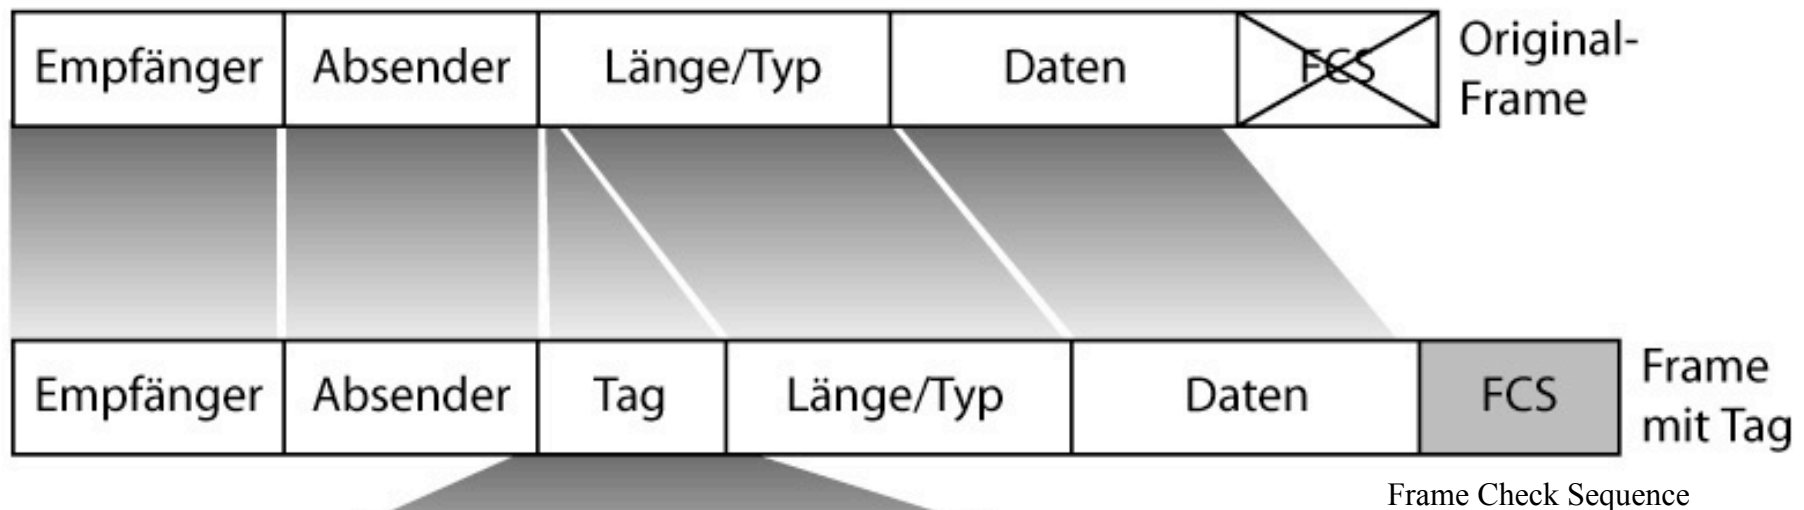 Empfänger Absender Länge/Typ Daten FCS Original-
Frame
Empfänger Absender Tag Länge/Typ Daten FCS Frame
mit Tag
Frame Check Sequence